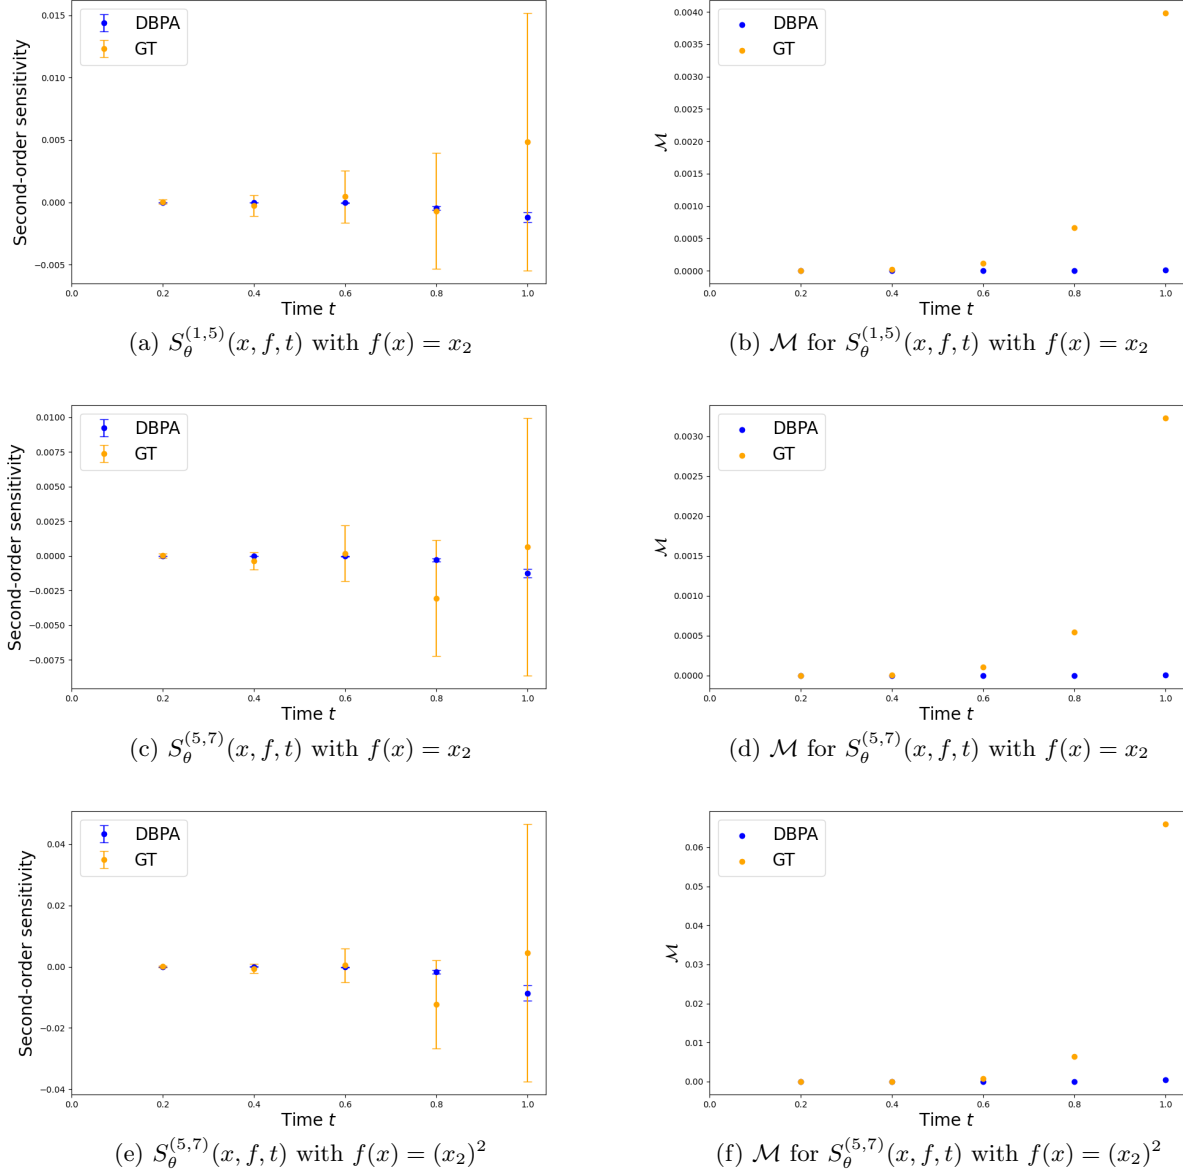 0.015
0.010
0.005
0.000
−0.005
Second-order sensitivity
DBPA
GT
0.0 0.2 0.4 0.6 0.8 1.0
Time t
(a) S_θ^{(1,5)}(x, f, t) with f(x) = x_2
0.0040
0.0035
0.0030
0.0025
0.0020
0.0015
0.0010
0.0005
0.0000
ℳ
DBPA
GT
0.0 0.2 0.4 0.6 0.8 1.0
Time t
(b) ℳ for S_θ^{(1,5)}(x, f, t) with f(x) = x_2
0.0100
0.0075
0.0050
0.0025
0.0000
−0.0025
−0.0050
−0.0075
Second-order sensitivity
DBPA
GT
0.0 0.2 0.4 0.6 0.8 1.0
Time t
(c) S_θ^{(5,7)}(x, f, t) with f(x) = x_2
0.0030
0.0025
0.0020
0.0015
0.0010
0.0005
0.0000
ℳ
DBPA
GT
0.0 0.2 0.4 0.6 0.8 1.0
Time t
(d) ℳ for S_θ^{(5,7)}(x, f, t) with f(x) = x_2
0.04
0.02
0.00
−0.02
−0.04
Second-order sensitivity
DBPA
GT
0.0 0.2 0.4 0.6 0.8 1.0
Time t
(e) S_θ^{(5,7)}(x, f, t) with f(x) = (x_2)^2
0.06
0.05
0.04
0.03
0.02
0.01
0.00
ℳ
DBPA
GT
0.0 0.2 0.4 0.6 0.8 1.0
Time t
(f) ℳ for S_θ^{(5,7)}(x, f, t) with f(x) = (x_2)^2